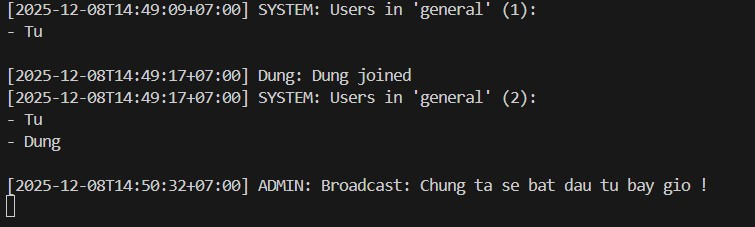 [2025-12-08T14:49:09+07:00] SYSTEM: Users in 'general' (1):
- Tu
[2025-12-08T14:49:17+07:00] Dung: Dung joined
[2025-12-08T14:49:17+07:00] SYSTEM: Users in 'general' (2):
- Tu
- Dung
[2025-12-08T14:50:32+07:00] ADMIN: Broadcast: Chung ta se bat dau tu bay gio !